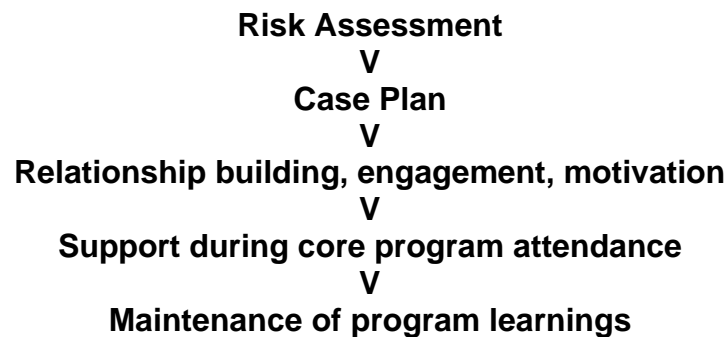 Risk Assessment
V
Case Plan
V
Relationship building, engagement, motivation
V
Support during core program attendance
V
Maintenance of program learnings